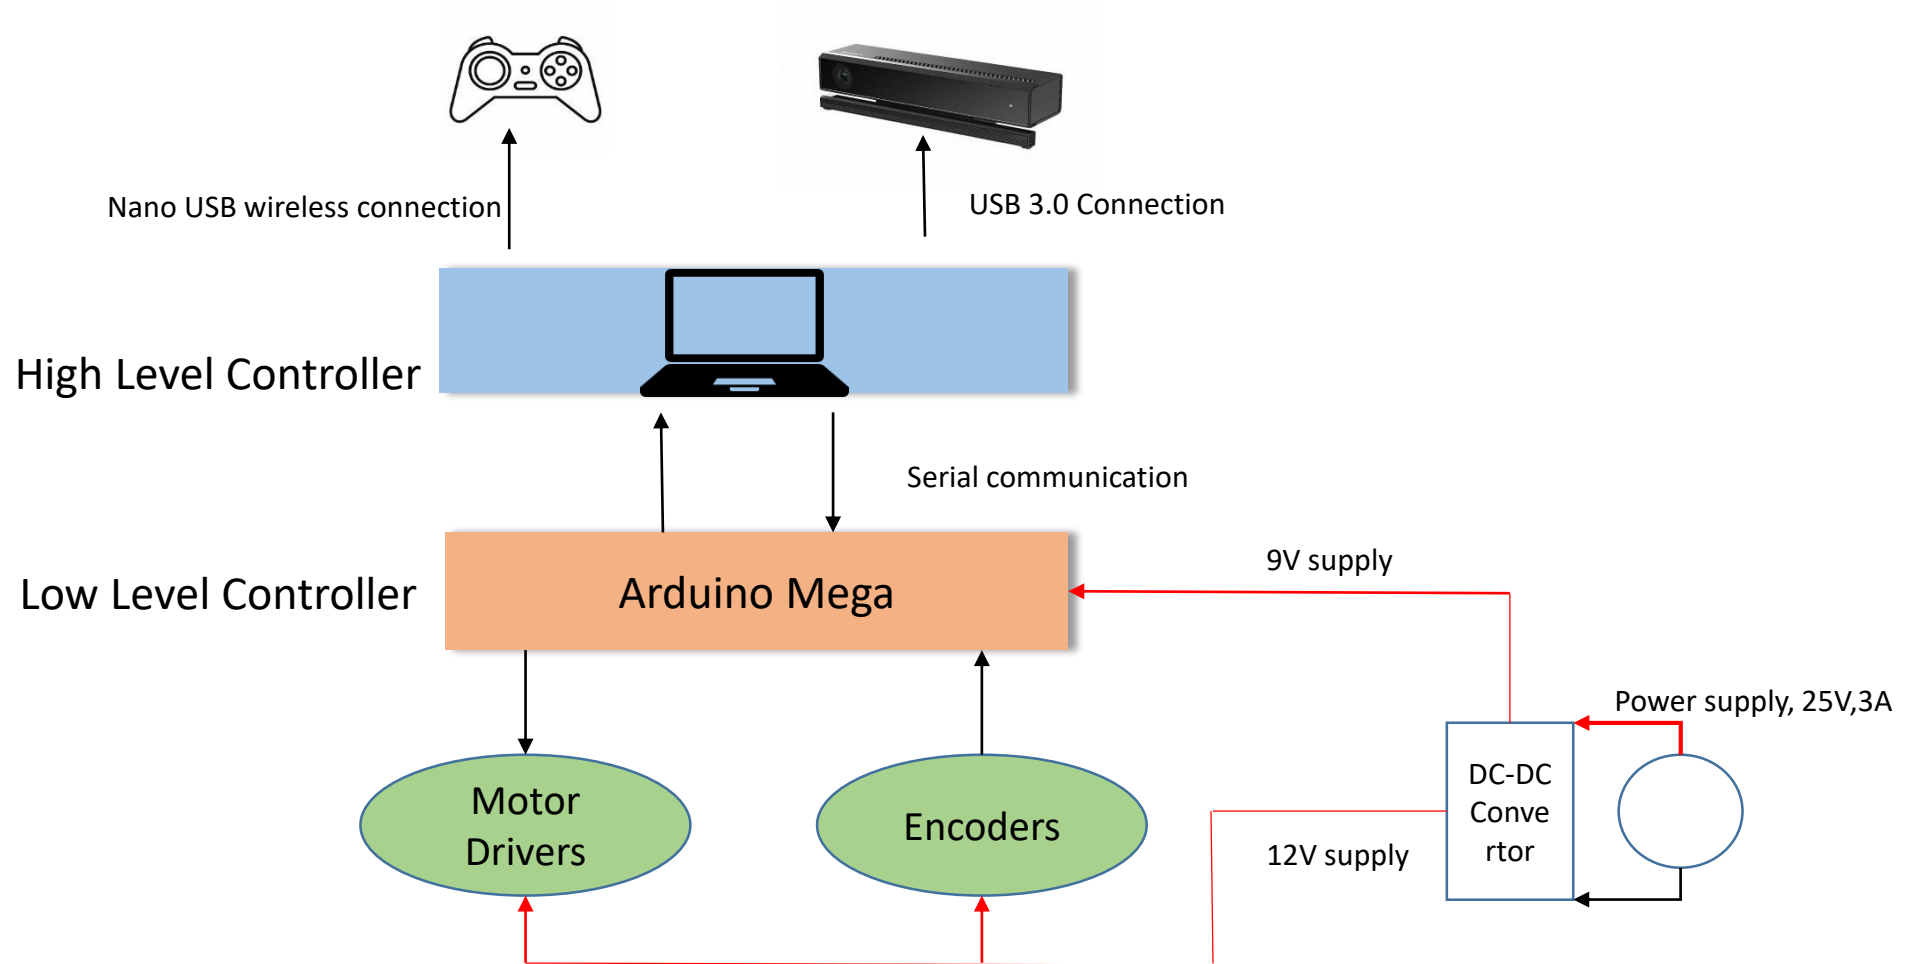 Nano USB wireless connection
USB 3.0 Connection
High Level Controller
Serial communication
Low Level Controller
Arduino Mega
9V supply
Power supply, 25V,3A
Motor
Drivers
Encoders
12V supply
DC-DC
Conve
rtor